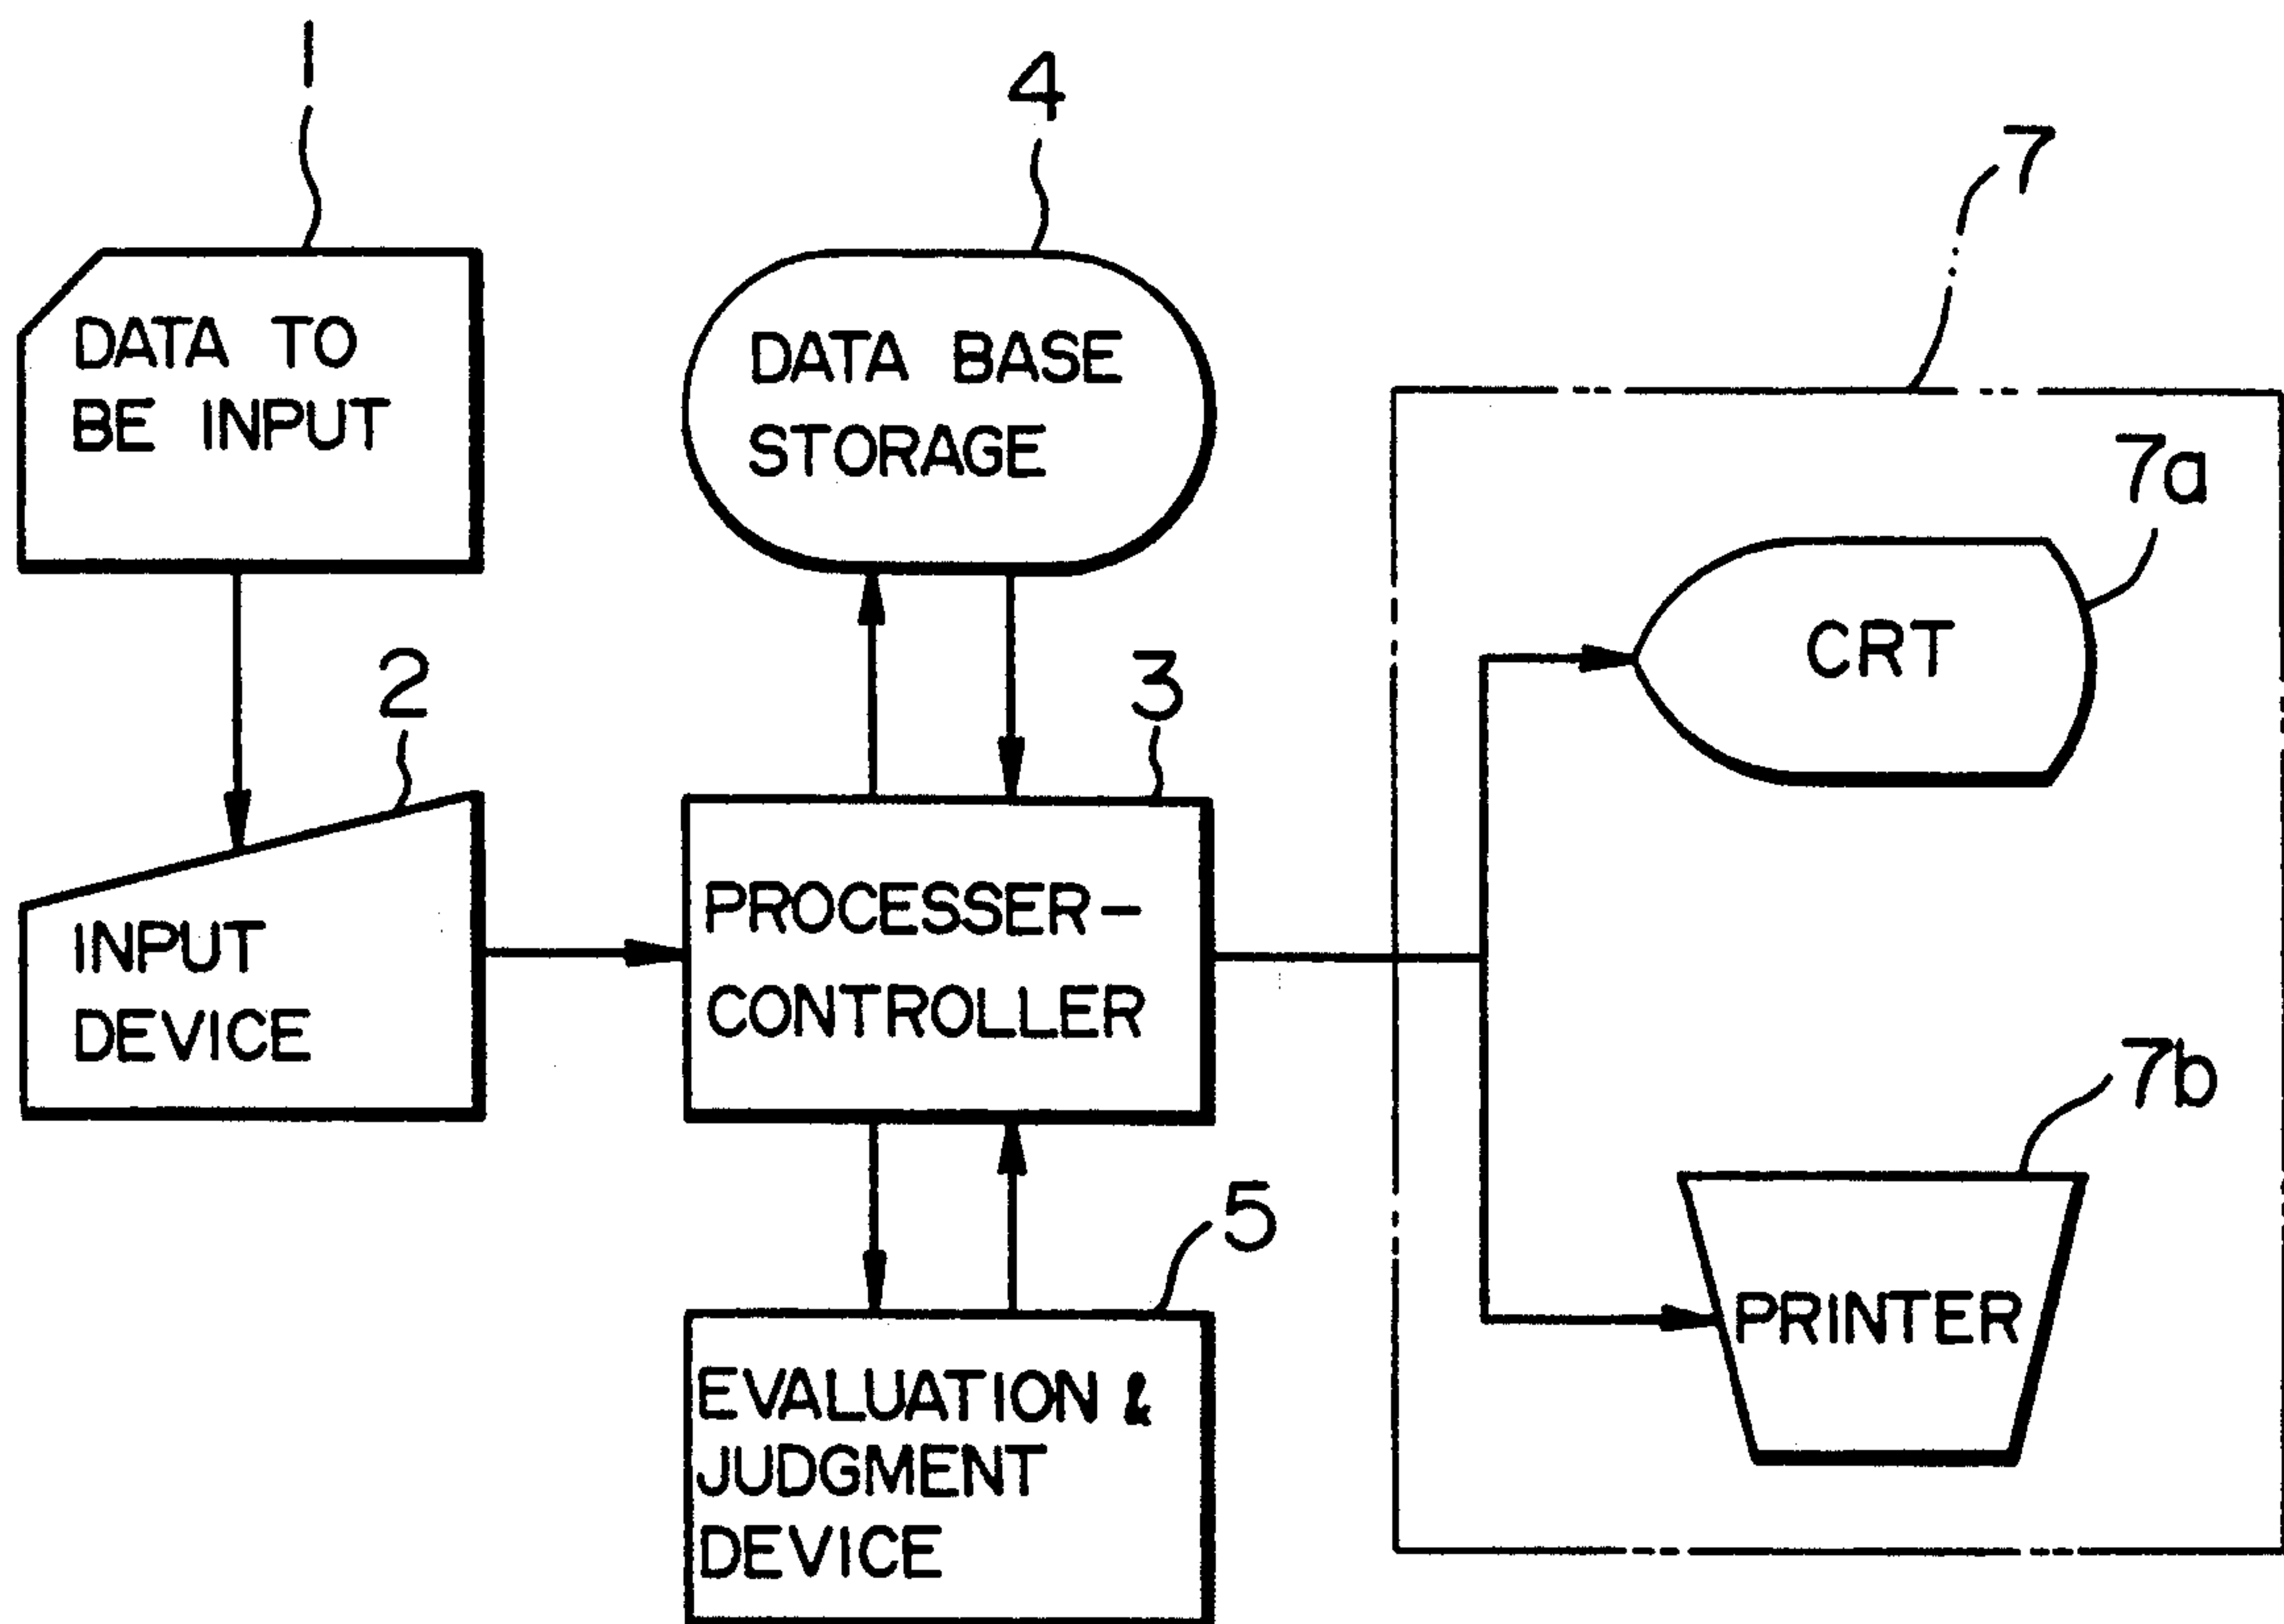 1
DATA TO
BE INPUT
2
INPUT
DEVICE
4
DATA BASE
STORAGE
3
PROCESSER-
CONTROLLER
5
EVALUATION &
JUDGMENT
DEVICE
7
7a
CRT
7b
PRINTER